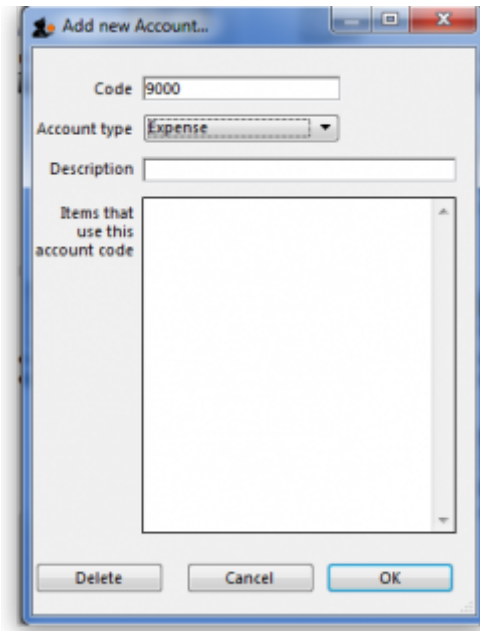 Add new Account...
Code 9000
Account type Expense
Description
Items that
use this
account code
Delete Cancel OK